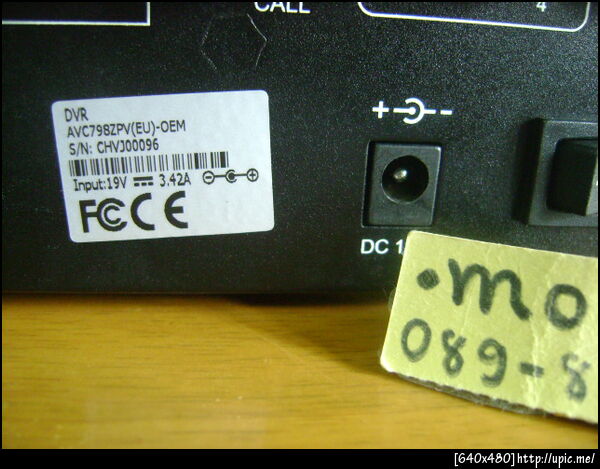 CALL
4
DVR
AVC798ZPV(EU)-OEM
S/N: CHVJ00096
Input:19V 3.42A
FC CE
DC 1
.mo
089-8
[640x480]http://upic.me/